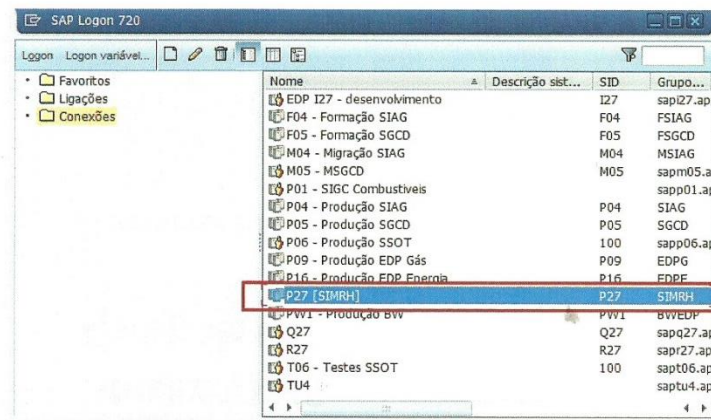 SAP Logon 720
Logon Logon variável...
Favoritos
Ligações
Conexões
Nome Descrição sist... SID Grupo...
EDP I27 - desenvolvimento I27 sapi27.ap
F04 - Formação SIAG F04 FSIAG
F05 - Formação SGCD F05 FSGCD
M04 - Migração SIAG M04 MSIAG
M05 - MSGCD M05 sapm05.a
P01 - SIGC Combustiveis sapp01.ap
P04 - Produção SIAG P04 SIAG
P05 - Produção SGCD P05 SGCD
P06 - Produção SSOT 100 sapp06.ap
P09 - Produção EDP Gás P09 EDPG
P16 - Produção EDP Energia P16 EDPE
P27 [SIMRH] P27 SIMRH
PW1 - Produção BW PW1 BWEDP
Q27 Q27 sapq27.ap
R27 R27 sapr27.ap
T06 - Testes SSOT 100 sapt06.ap
TU4 saptu4.ap